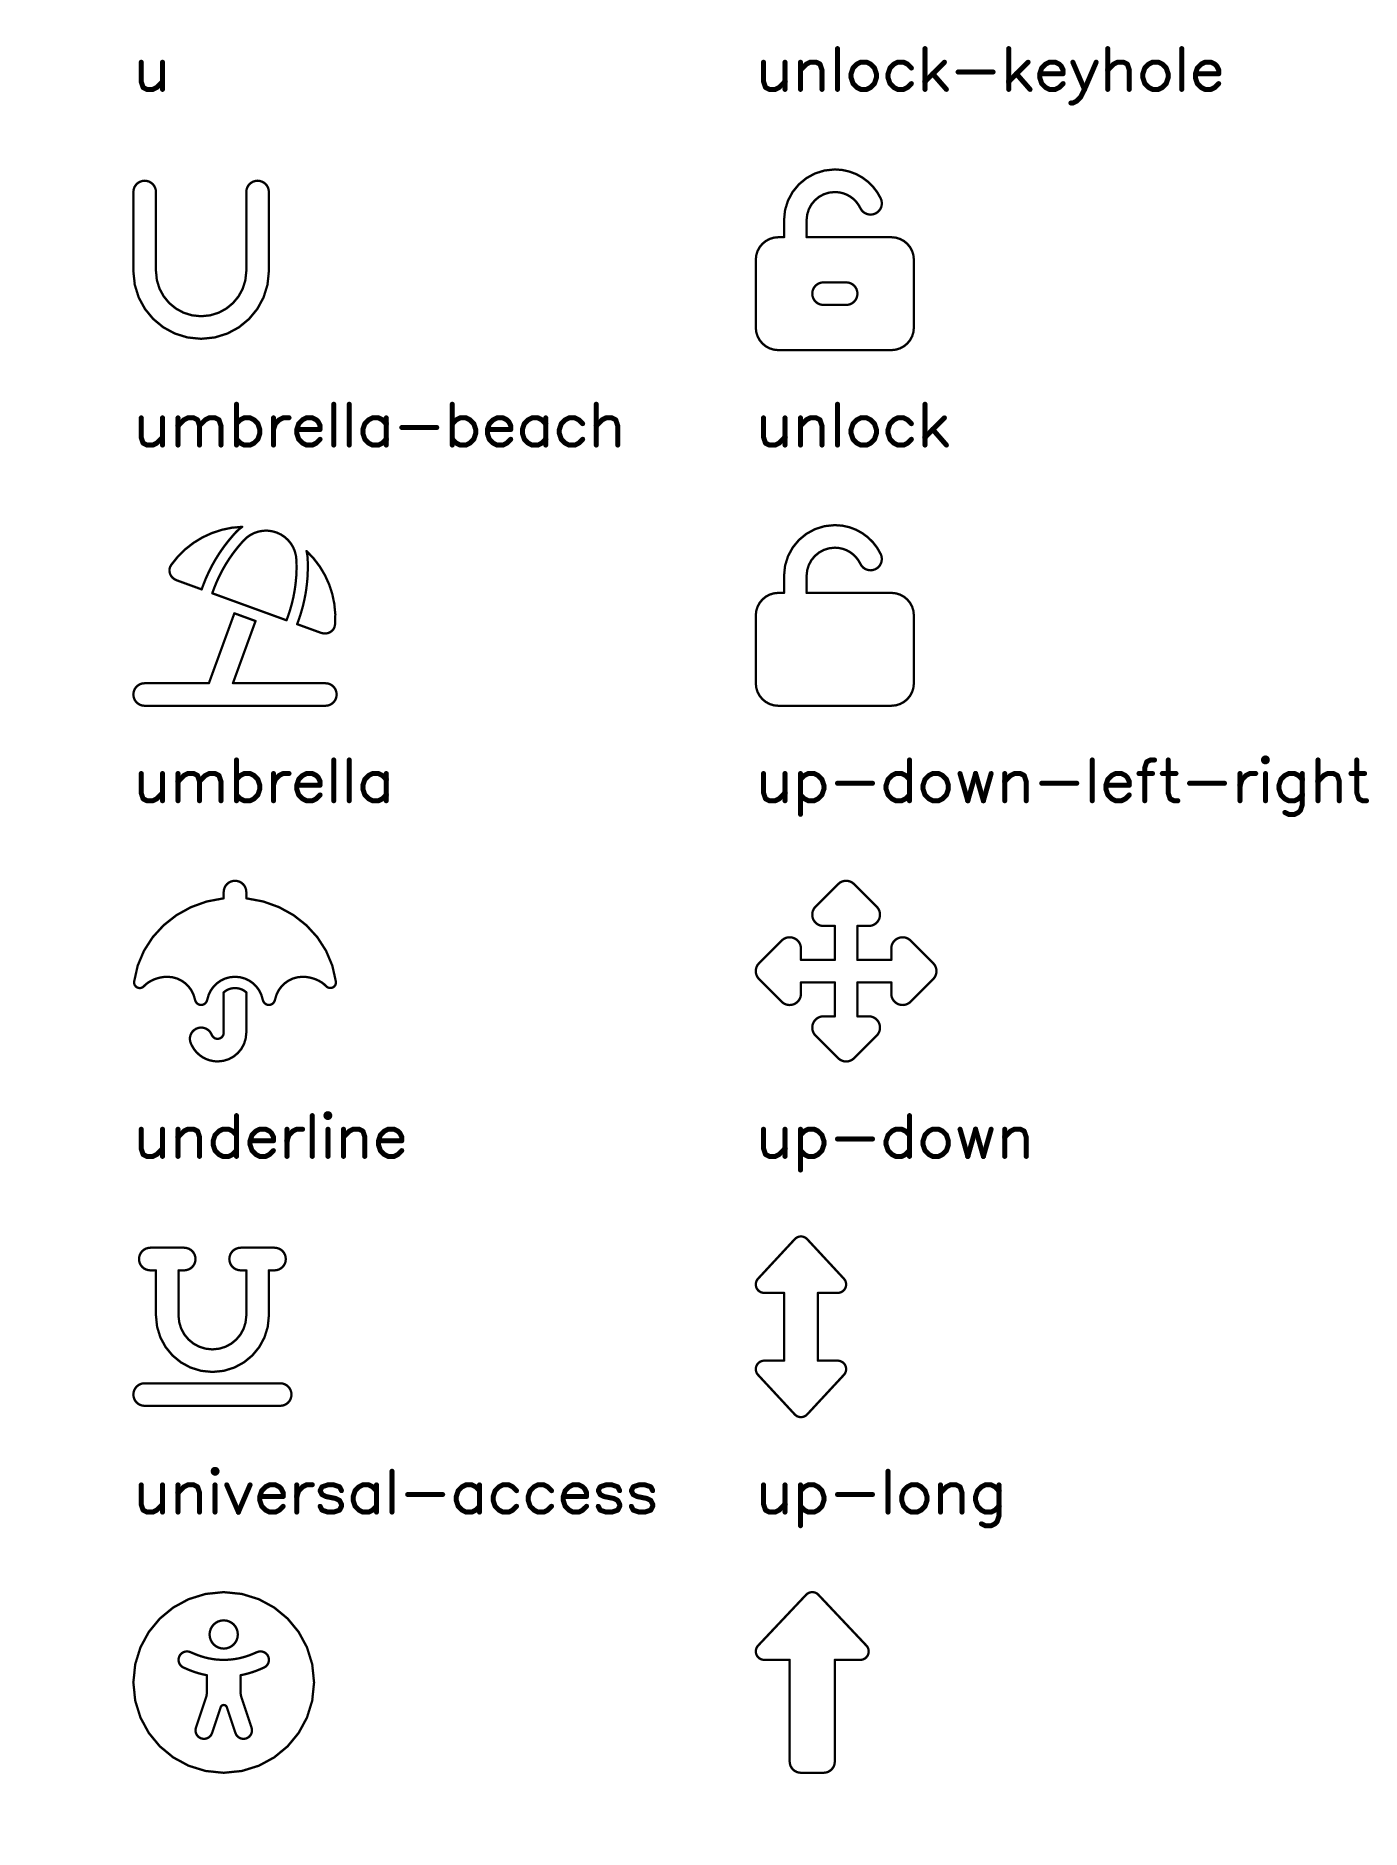 u
umbrella-beach
umbrella
underline
universal-access
unlock-keyhole
unlock
up-down-left-right
up-down
up-long